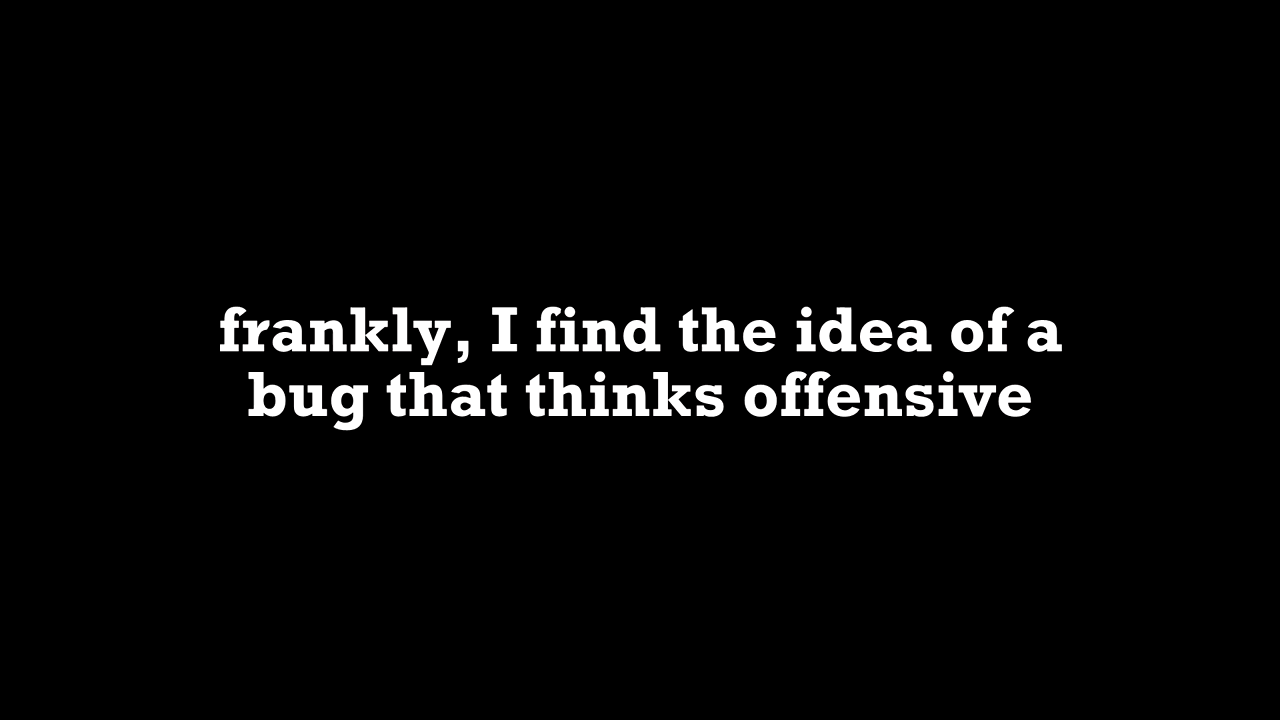 frankly, I find the idea of a
bug that thinks offensive